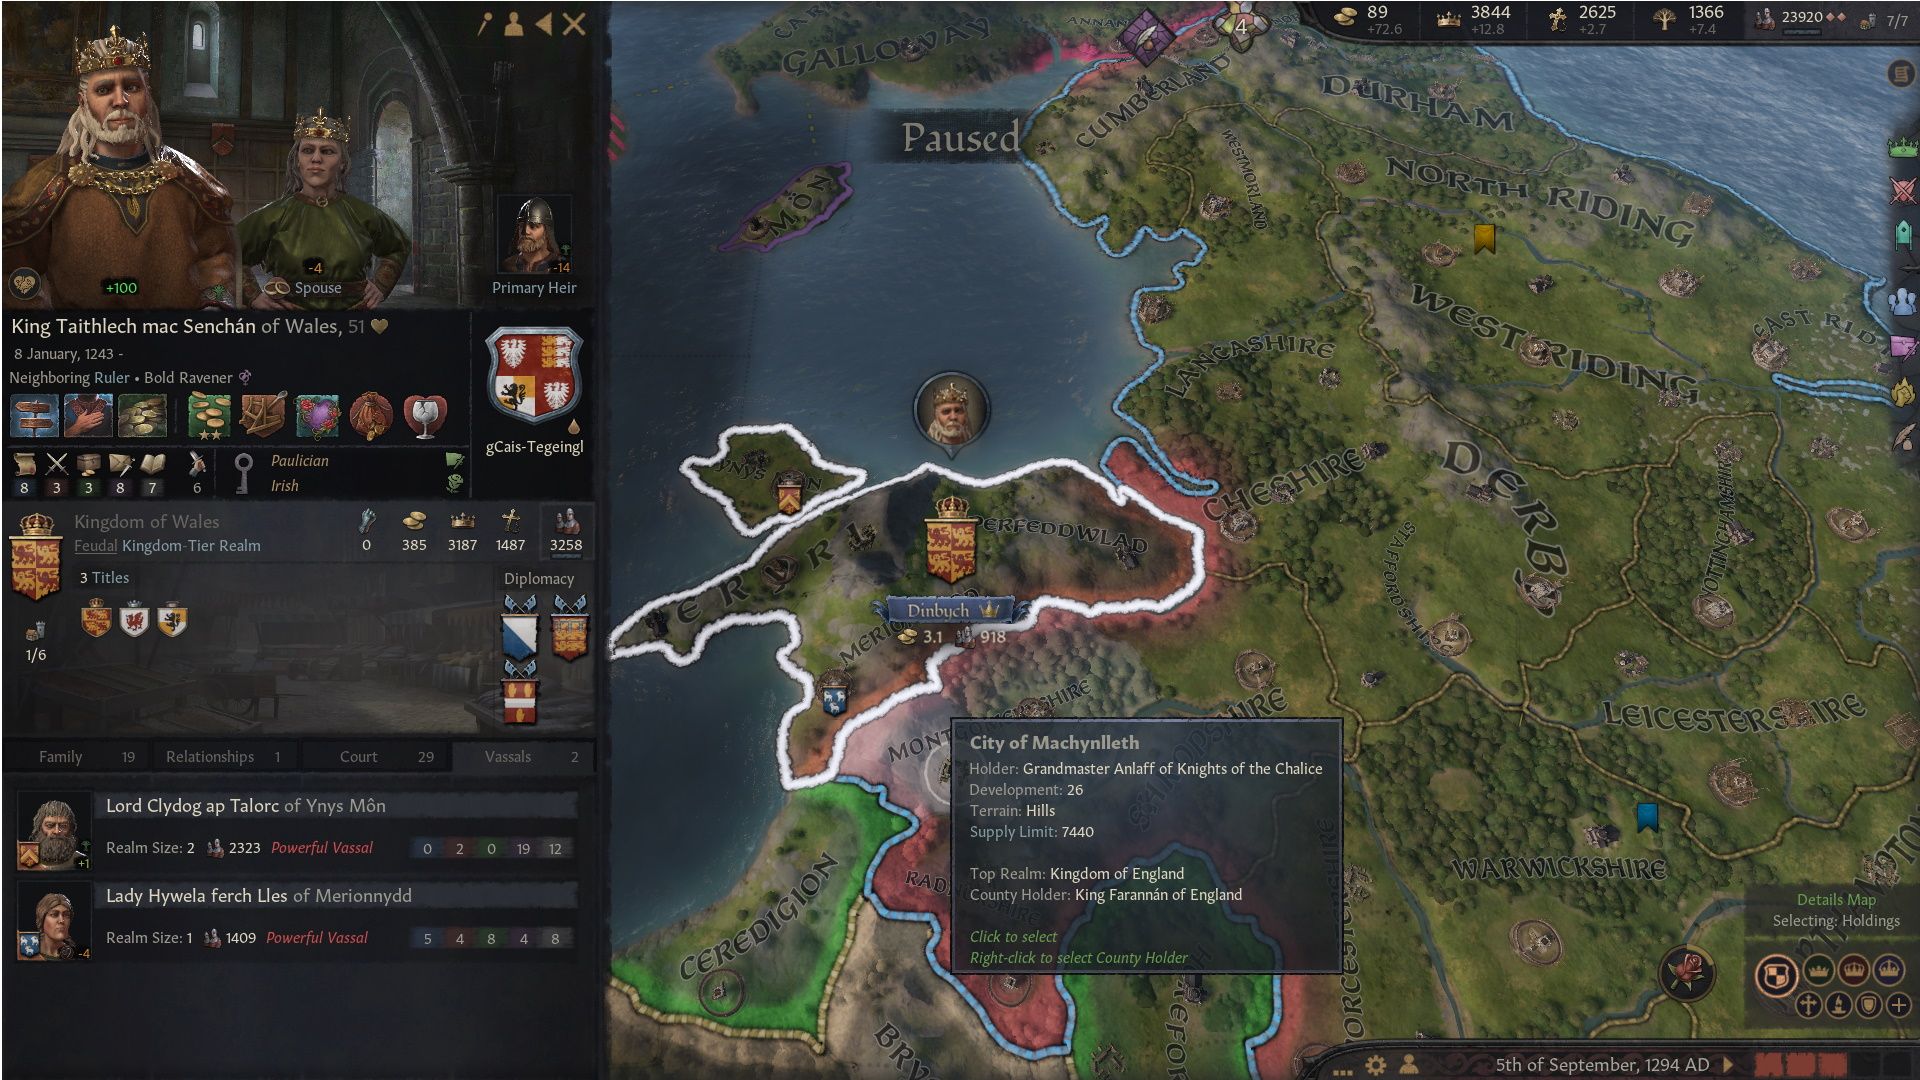 89
+72.6
3844
+12.8
2625
+2.7
1366
+7.4
23920
7/7
4
Paused
-4
-14
+100
Spouse
Primary Heir
King Taithlech mac Senchán of Wales, 51
8 January, 1243 -
Neighboring Ruler • Bold Ravener
gCais-Tegeingl
8 3 3 8 7 6
Paulician
Irish
Kingdom of Wales
Feudal Kingdom-Tier Realm
0 385 3187 1487 3258
3 Titles
Diplomacy
1/6
Family 19
Relationships 1
Court 29
Vassals 2
Lord Clydog ap Talorc of Ynys Môn
Realm Size: 2 2323 Powerful Vassal 0 2 0 19 12
+1
Lady Hywela ferch Lles of Merionnydd
Realm Size: 1 1409 Powerful Vassal 5 4 8 4 8
-4
GALLOWAY
ANNAN
CUMBERLAND
DURHAM
WESTMORLAND
NORTH RIDING
MÖN
WEST RIDING
EAST RID
LANCASHIRE
CHESHIRE
DERB
NOTTINGHAMSHIRE
STAFFORDSHIRE
PERFEDDWLAD
Dinbych
3.1 918
LEICESTERSHIRE
WARWICKSHIRE
CEREDIGION
City of Machynlleth
Holder: Grandmaster Anlaff of Knights of the Chalice
Development: 26
Terrain: Hills
Supply Limit: 7440
Top Realm: Kingdom of England
County Holder: King Farannán of England
Click to select
Right-click to select County Holder
Details Map
Selecting: Holdings
5th of September, 1294 AD